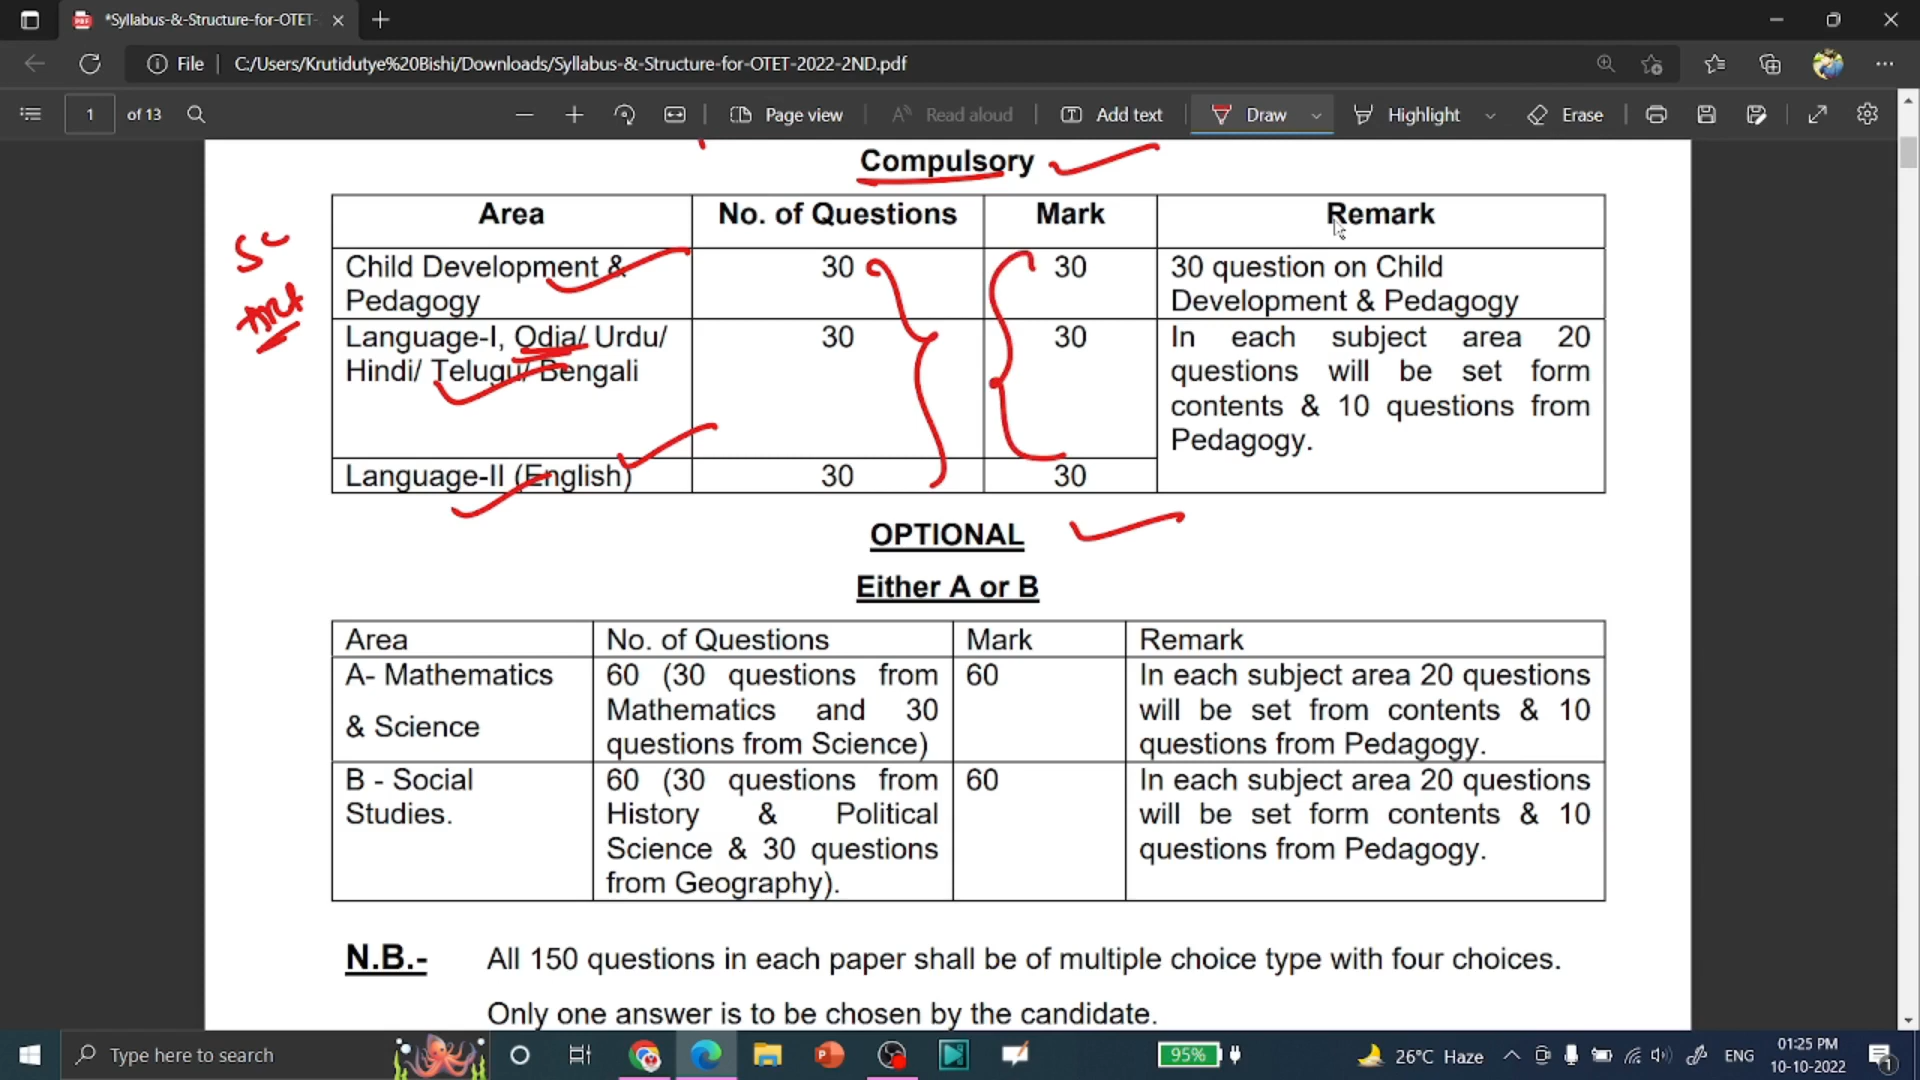 *Syllabus-&-Structure-for-OTET-
File
C:/Users/Krutidutye%20Bishi/Downloads/Syllabus-&-Structure-for-OTET-2022-2ND.pdf
1 of 13
Page view
Read aloud
Add text
Draw
Highlight
Erase
Compulsory
Area No. of Questions Mark Remark
Child Development &
Pedagogy
30
30
30 question on Child
Development & Pedagogy
Language-I, Odia/ Urdu/
Hindi/ Telugu/ Bengali
30
30
In each subject area 20
questions will be set form
contents & 10 questions from
Pedagogy.
Language-II (English)
30
30
Sc
Art
OPTIONAL
Either A or B
Area No. of Questions Mark Remark
A- Mathematics
& Science
60 (30 questions from
Mathematics and 30
questions from Science)
60
In each subject area 20 questions
will be set from contents & 10
questions from Pedagogy.
B - Social
Studies.
60 (30 questions from
History & Political
Science & 30 questions
from Geography).
60
In each subject area 20 questions
will be set form contents & 10
questions from Pedagogy.
N.B.- All 150 questions in each paper shall be of multiple choice type with four choices.
Only one answer is to be chosen by the candidate.
Type here to search
95%
26°C Haze
ENG
01:25 PM
10-10-2022
1